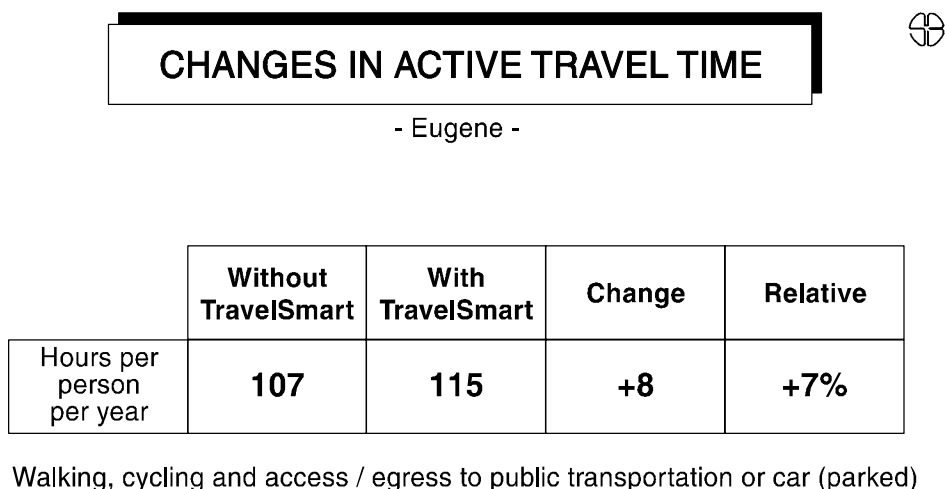 CHANGES IN ACTIVE TRAVEL TIME
- Eugene -
Without TravelSmart
With TravelSmart
Change
Relative
Hours per person per year
107
115
+8
+7%
Walking, cycling and access / egress to public transportation or car (parked)